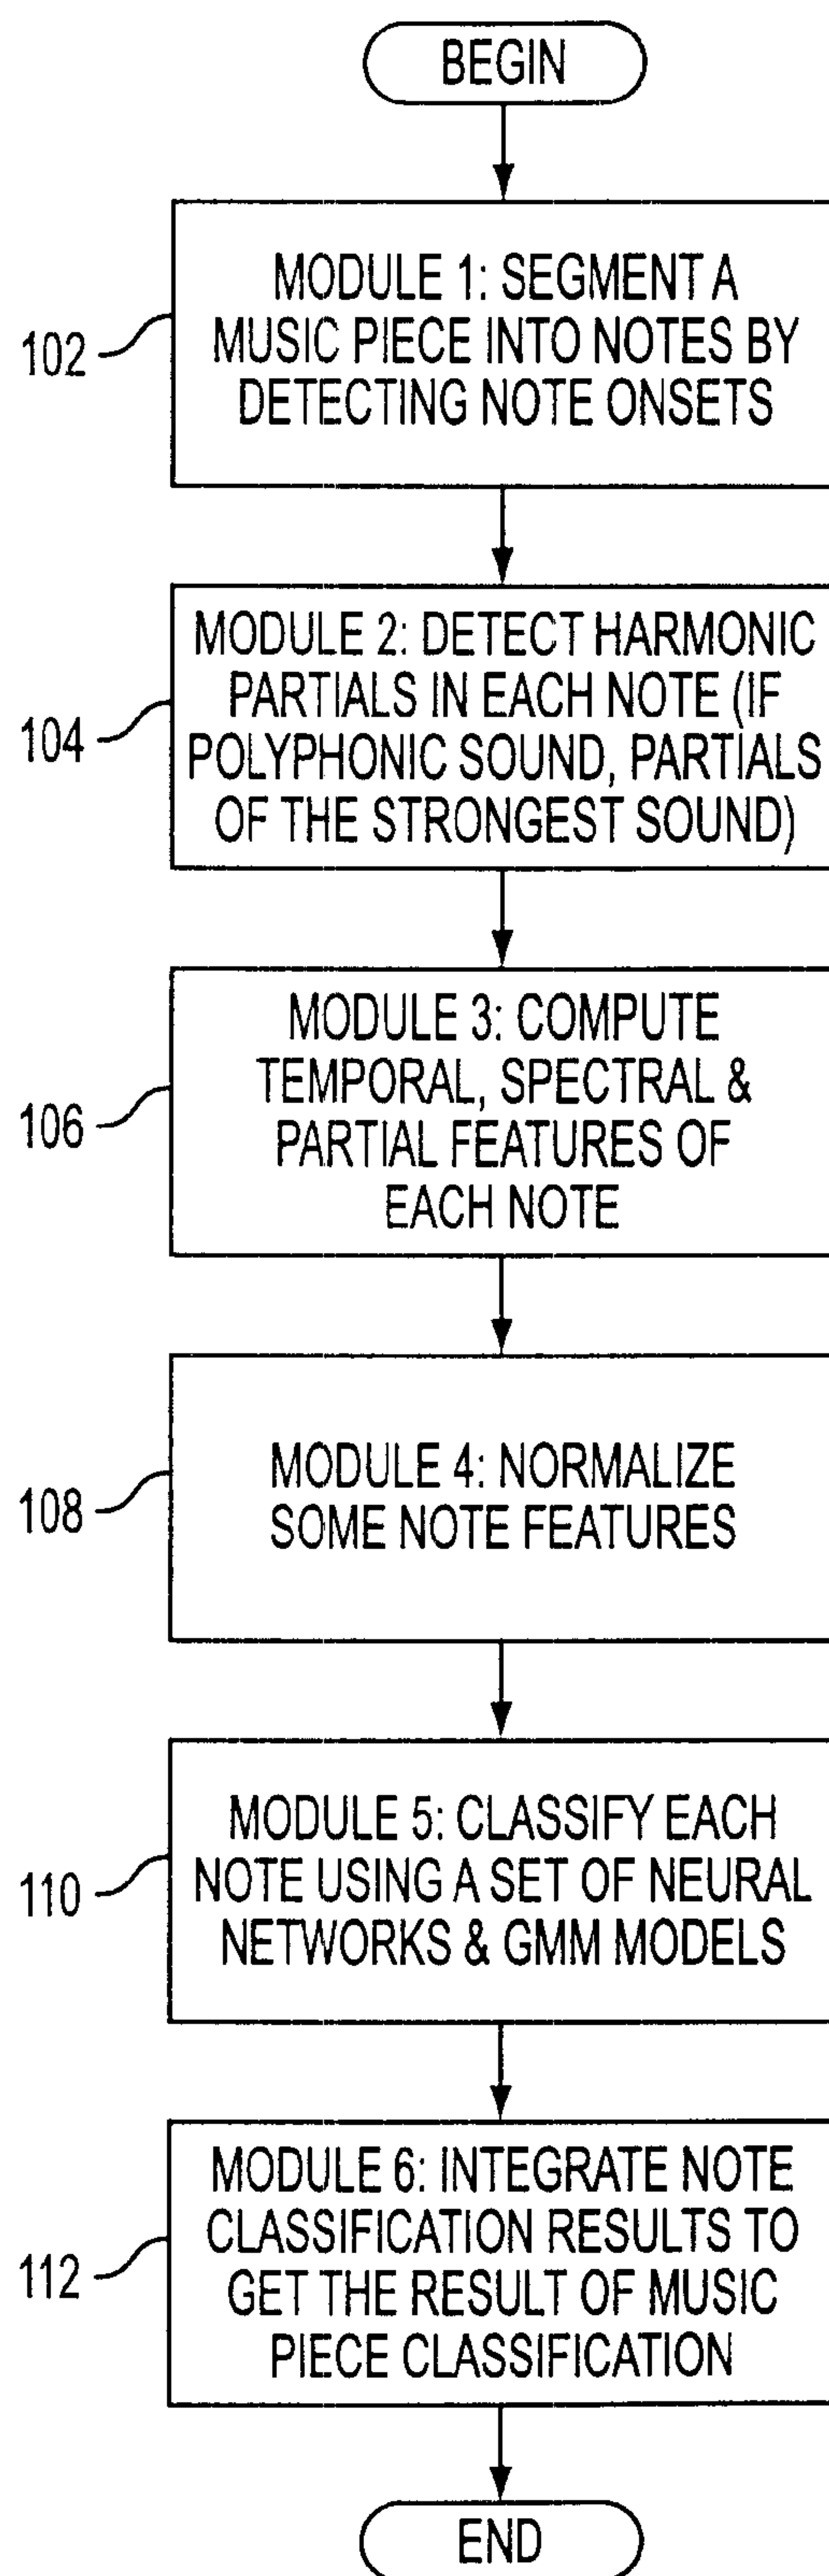 BEGIN
MODULE 1: SEGMENT A
MUSIC PIECE INTO NOTES BY
DETECTING NOTE ONSETS
102
MODULE 2: DETECT HARMONIC
PARTIALS IN EACH NOTE (IF
POLYPHONIC SOUND, PARTIALS
OF THE STRONGEST SOUND)
104
MODULE 3: COMPUTE
TEMPORAL, SPECTRAL &
PARTIAL FEATURES OF
EACH NOTE
106
MODULE 4: NORMALIZE
SOME NOTE FEATURES
108
MODULE 5: CLASSIFY EACH
NOTE USING A SET OF NEURAL
NETWORKS & GMM MODELS
110
MODULE 6: INTEGRATE NOTE
CLASSIFICATION RESULTS TO
GET THE RESULT OF MUSIC
PIECE CLASSIFICATION
112
END